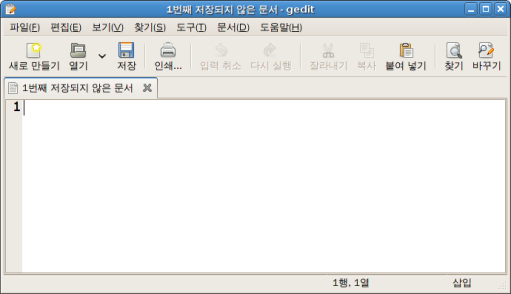 1번째 저장되지 않은 문서 - gedit
파일(F) 편집(E) 보기(V) 찾기(S) 도구(T) 문서(D) 도움말(H)
새로 만들기 열기 저장 인쇄... 입력 취소 다시 실행 잘라내기 복사 붙여 넣기 찾기 바꾸기
1번째 저장되지 않은 문서
1
1행, 1열 삽입